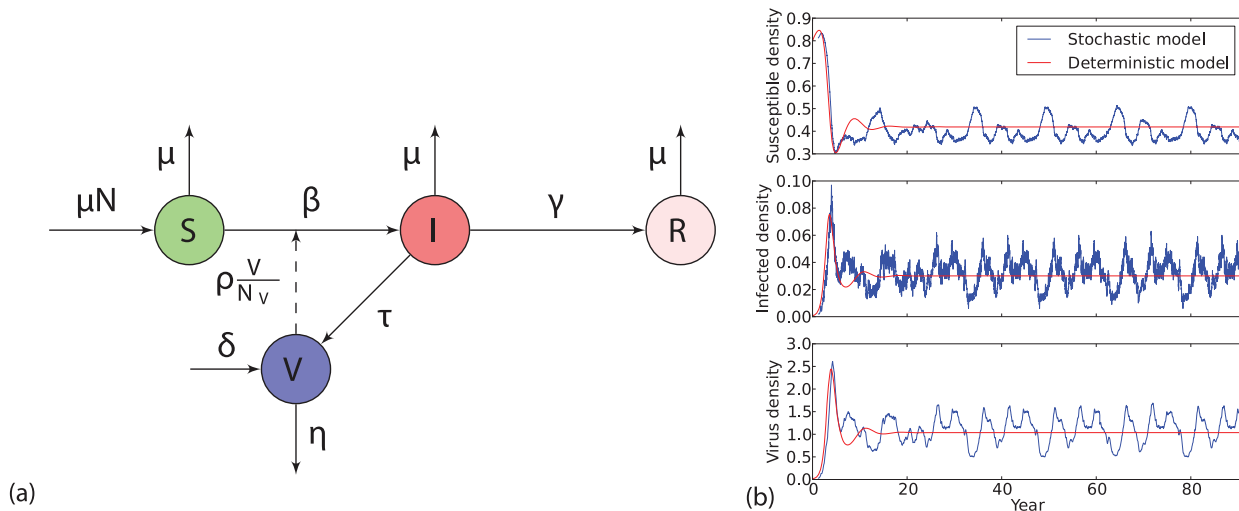 μ
μ
μ
μN
S
β
I
γ
R
ρ V/N_V
τ
δ
V
η
(a)
Susceptible density
0.9
0.8
0.7
0.6
0.5
0.4
0.3
Stochastic model
Deterministic model
Infected density
0.10
0.08
0.06
0.04
0.02
0.00
Virus density
3.0
2.5
2.0
1.5
1.0
0.5
0.0
0 20 40 60 80
Year
(b)